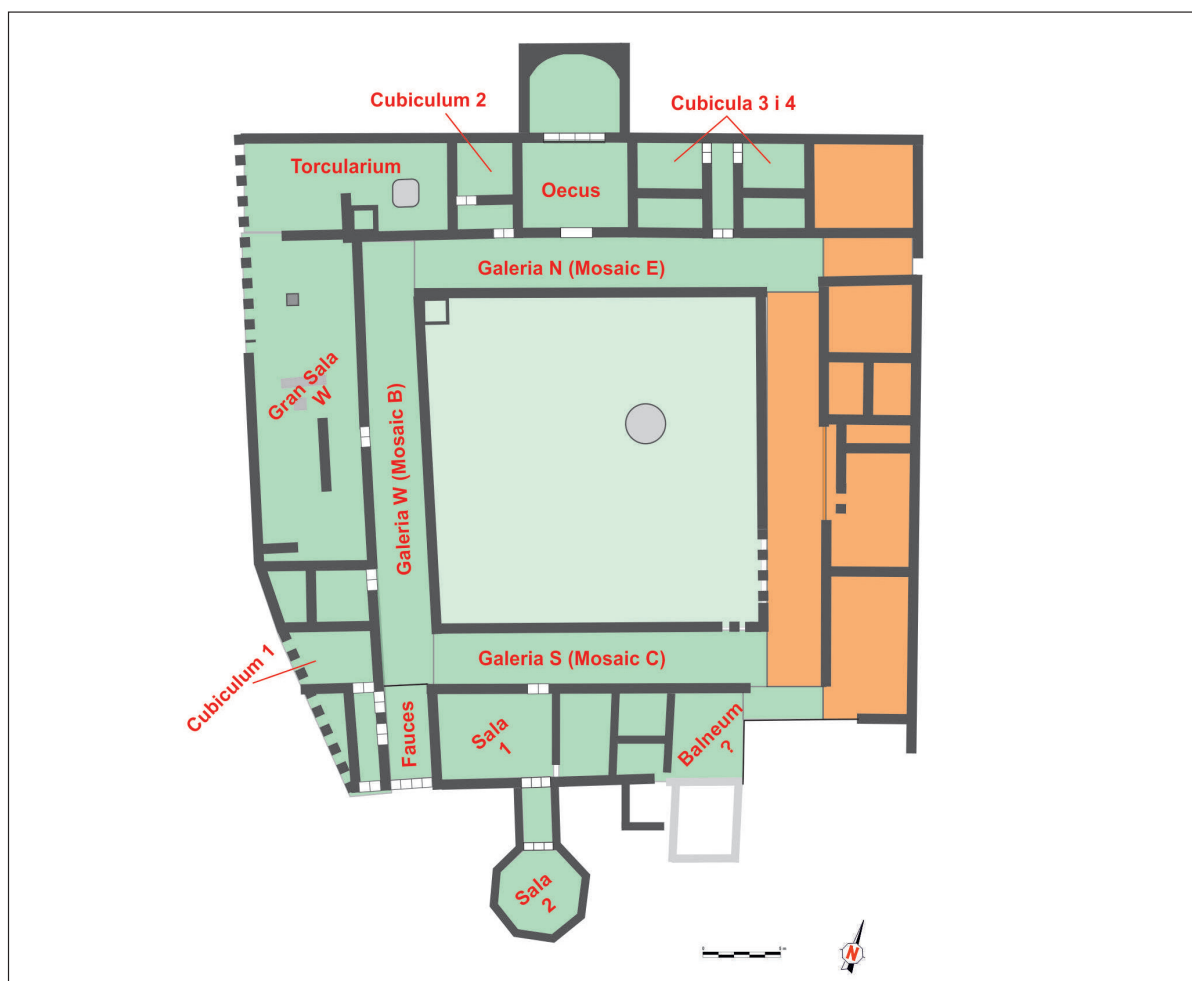 Cubiculum 2
Cubicula 3 i 4
Torcularium
Oecus
Galeria N (Mosaic E)
Gran Sala
W
Galeria W (Mosaic B)
Galeria S (Mosaic C)
Cubiculum 1
Fauces
Sala
1
Balneum
?
Sala
2
N